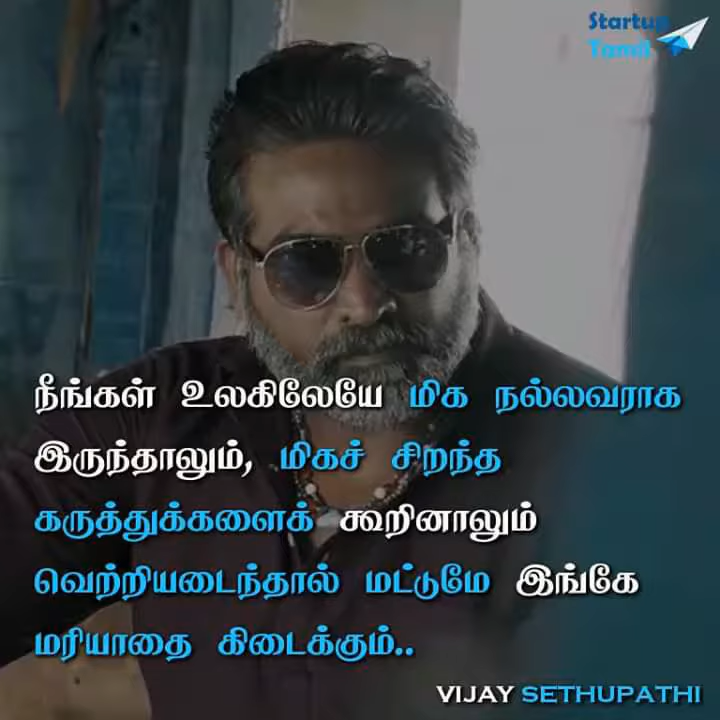 Startup
Tamil
நீங்கள் உலகிலேயே மிக நல்லவராக
இருந்தாலும், மிகச் சிறந்த
கருத்துக்களைக் கூறினாலும்
வெற்றியடைந்தால் மட்டுமே இங்கே
மரியாதை கிடைக்கும்..
VIJAY SETHUPATHI